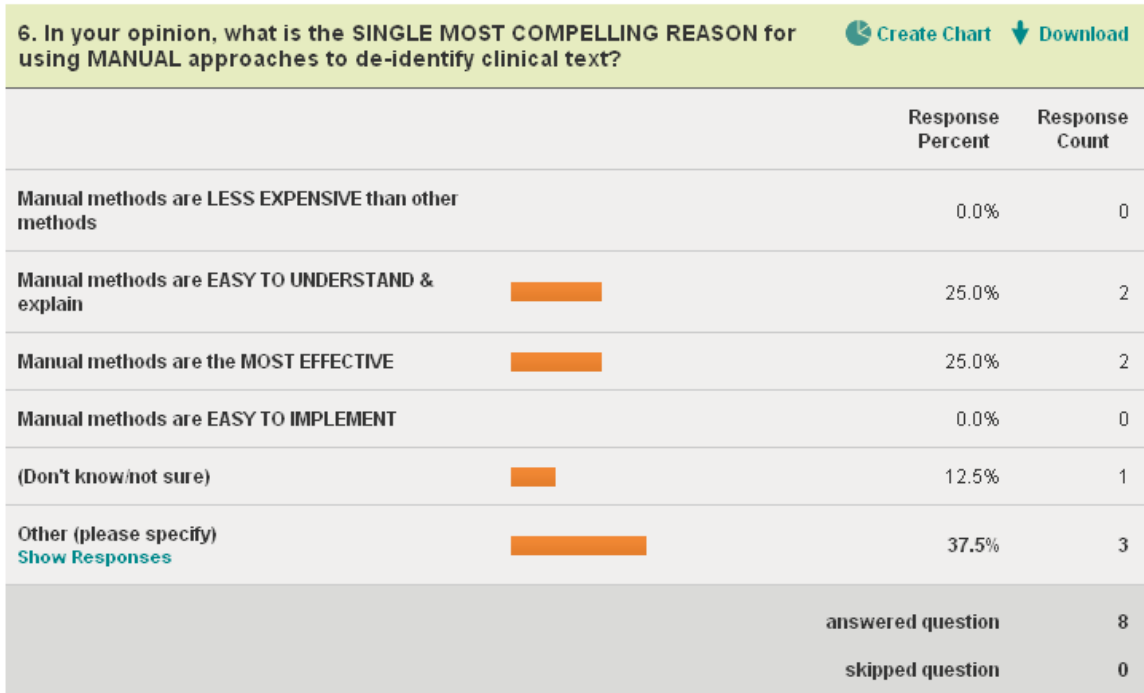 6. In your opinion, what is the SINGLE MOST COMPELLING REASON for
using MANUAL approaches to de-identify clinical text?
Create Chart Download
Response Percent
Response Count
Manual methods are LESS EXPENSIVE than other
methods
0.0% 0
Manual methods are EASY TO UNDERSTAND &
explain
25.0% 2
Manual methods are the MOST EFFECTIVE 25.0% 2
Manual methods are EASY TO IMPLEMENT 0.0% 0
(Don't know/not sure) 12.5% 1
Other (please specify)
Show Responses
37.5% 3
answered question 8
skipped question 0